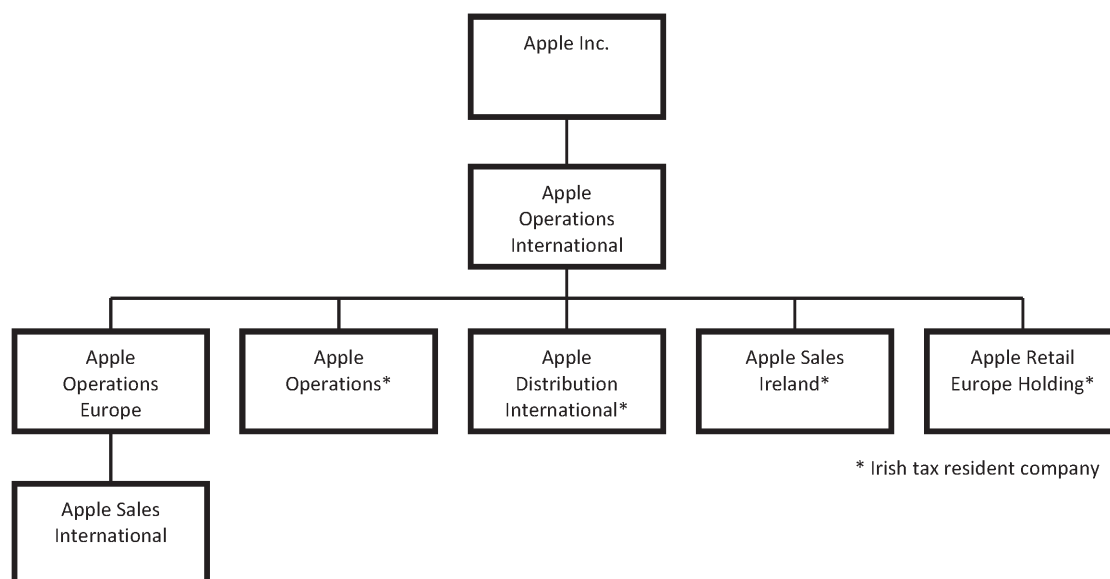 Apple Inc.
Apple
Operations
International
Apple
Operations
Europe
Apple
Operations*
Apple
Distribution
International*
Apple Sales
Ireland*
Apple Retail
Europe Holding*
* Irish tax resident company
Apple Sales
International